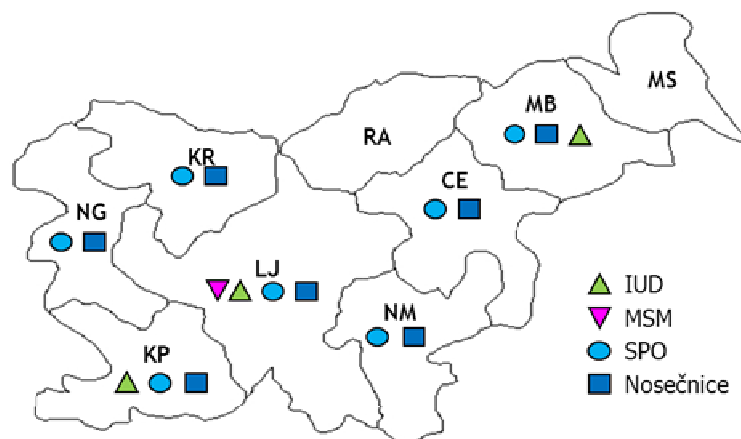 MS
MB
RA
KR
CE
NG
LJ
NM
KP
IUD
MSM
SPO
Nosečnice